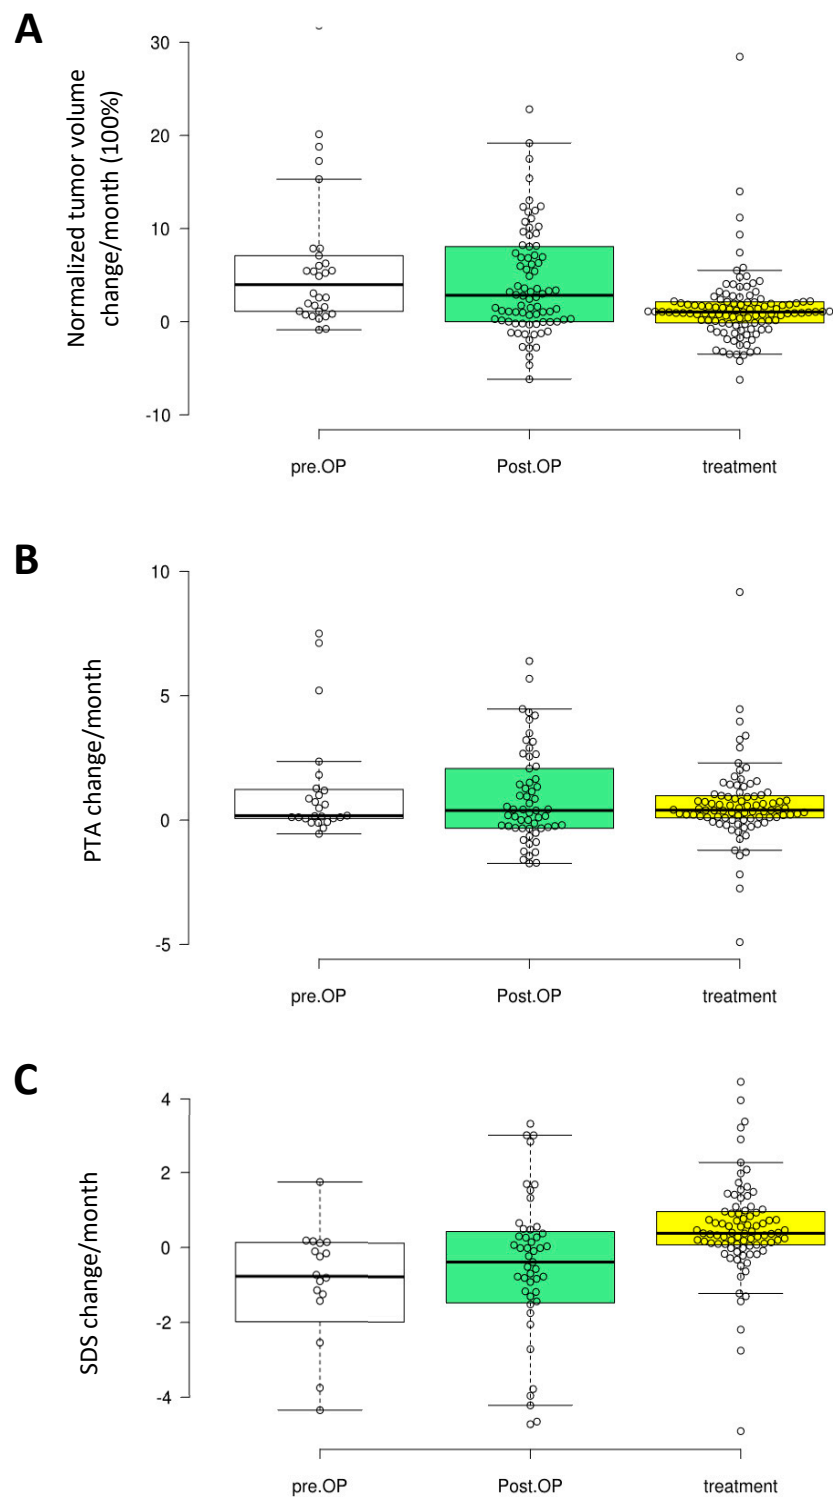 A
Normalized tumor volume
change/month (100%)
30
20
10
0
-10
pre.OP Post.OP treatment
B
PTA change/month
10
5
0
-5
pre.OP Post.OP treatment
C
SDS change/month
4
2
0
-2
-4
pre.OP Post.OP treatment